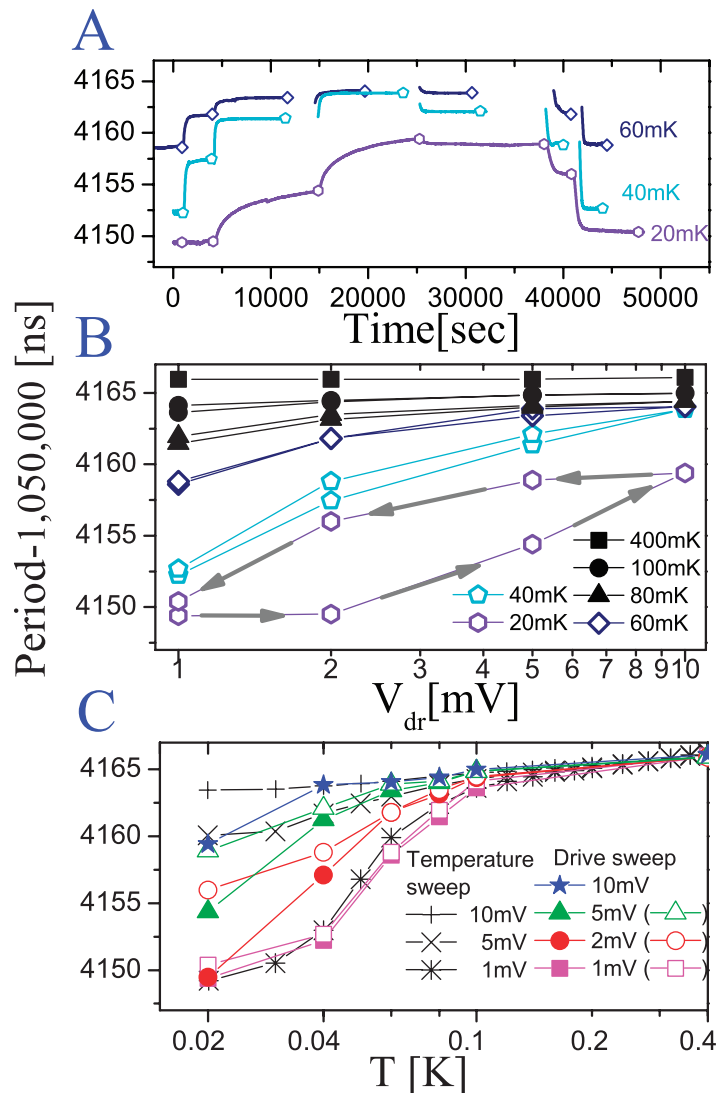 A
4165
4160
4155
4150
60mK
40mK
20mK
0 10000 20000 30000 40000 50000
Time[sec]
Period-1,050,000 [ns]
B
4165
4160
4155
4150
400mK
100mK
40mK 80mK
20mK 60mK
1 2 3 4 5 6 7 8 9 10
V_dr[mV]
C
4165
4160
4155
4150
Temperature Drive sweep
sweep 10mV
10mV 5mV ( )
5mV 2mV ( )
1mV 1mV ( )
0.02 0.04 0.1 0.2 0.4
T [K]